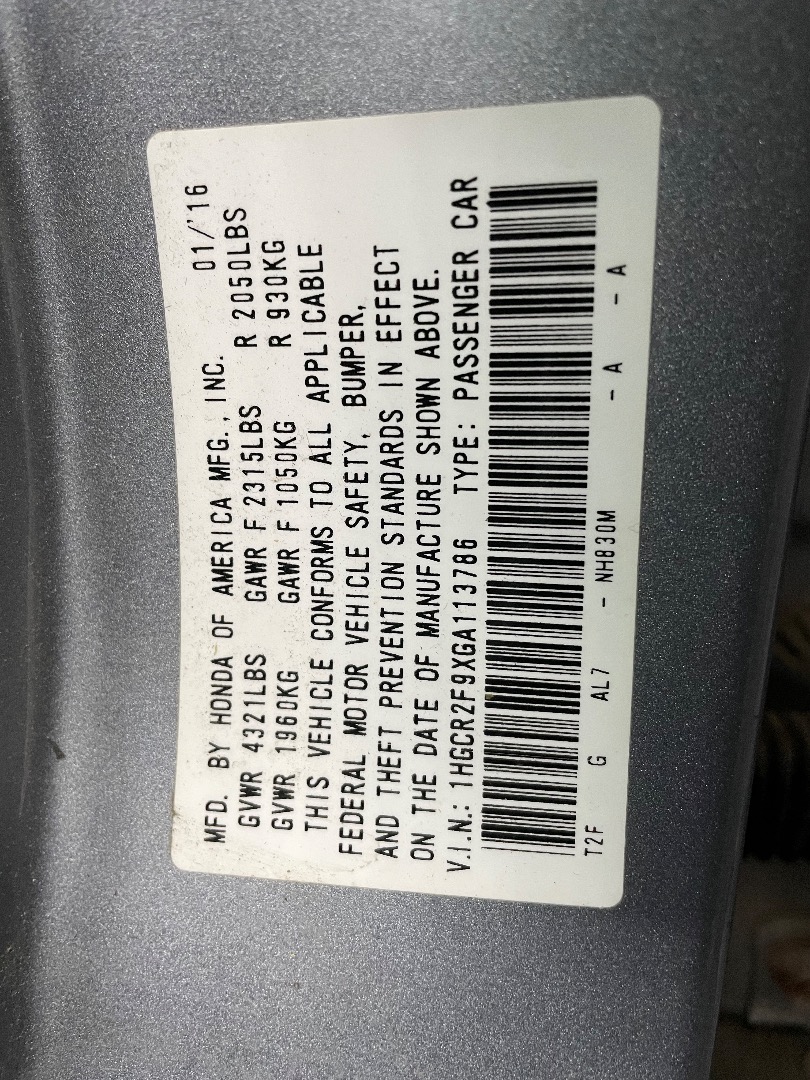 MFD. BY HONDA OF AMERICA MFG., INC. 01/'16
GVWR 4321LBS GAWR F 2315LBS R 2050LBS
GVWR 1960KG GAWR F 1050KG R 930KG
THIS VEHICLE CONFORMS TO ALL APPLICABLE
FEDERAL MOTOR VEHICLE SAFETY, BUMPER,
AND THEFT PREVENTION STANDARDS IN EFFECT
ON THE DATE OF MANUFACTURE SHOWN ABOVE.
V.I.N.: 1HGCR2F9XGA113786 TYPE: PASSENGER CAR
T2F G AL7 - NH830M - A - A